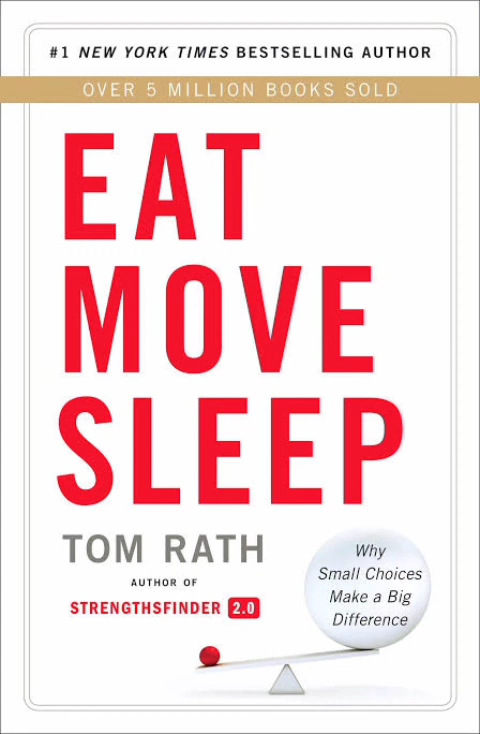 #1 NEW YORK TIMES BESTSELLING AUTHOR
OVER 5 MILLION BOOKS SOLD
EAT
MOVE
SLEEP
TOM RATH
AUTHOR OF
STRENGTHSFINDER 2.0
Why
Small Choices
Make a Big
Difference